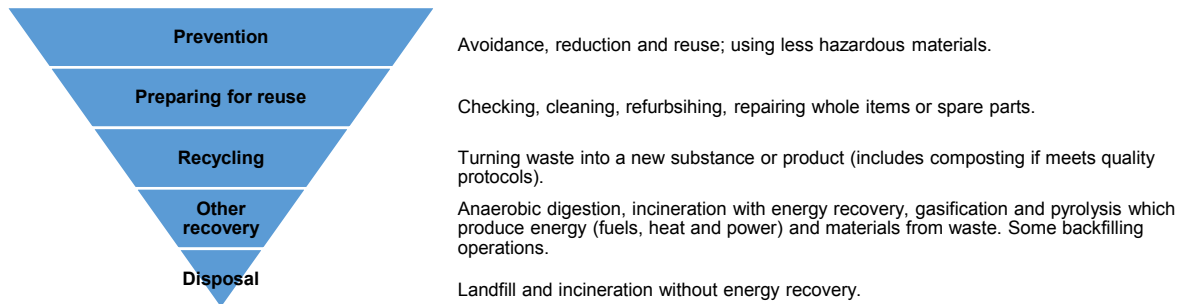 Prevention
Avoidance, reduction and reuse; using less hazardous materials.
Preparing for reuse
Checking, cleaning, refurbsihing, repairing whole items or spare parts.
Recycling
Turning waste into a new substance or product (includes composting if meets quality
protocols).
Other
recovery
Anaerobic digestion, incineration with energy recovery, gasification and pyrolysis which
produce energy (fuels, heat and power) and materials from waste. Some backfilling
operations.
Disposal
Landfill and incineration without energy recovery.